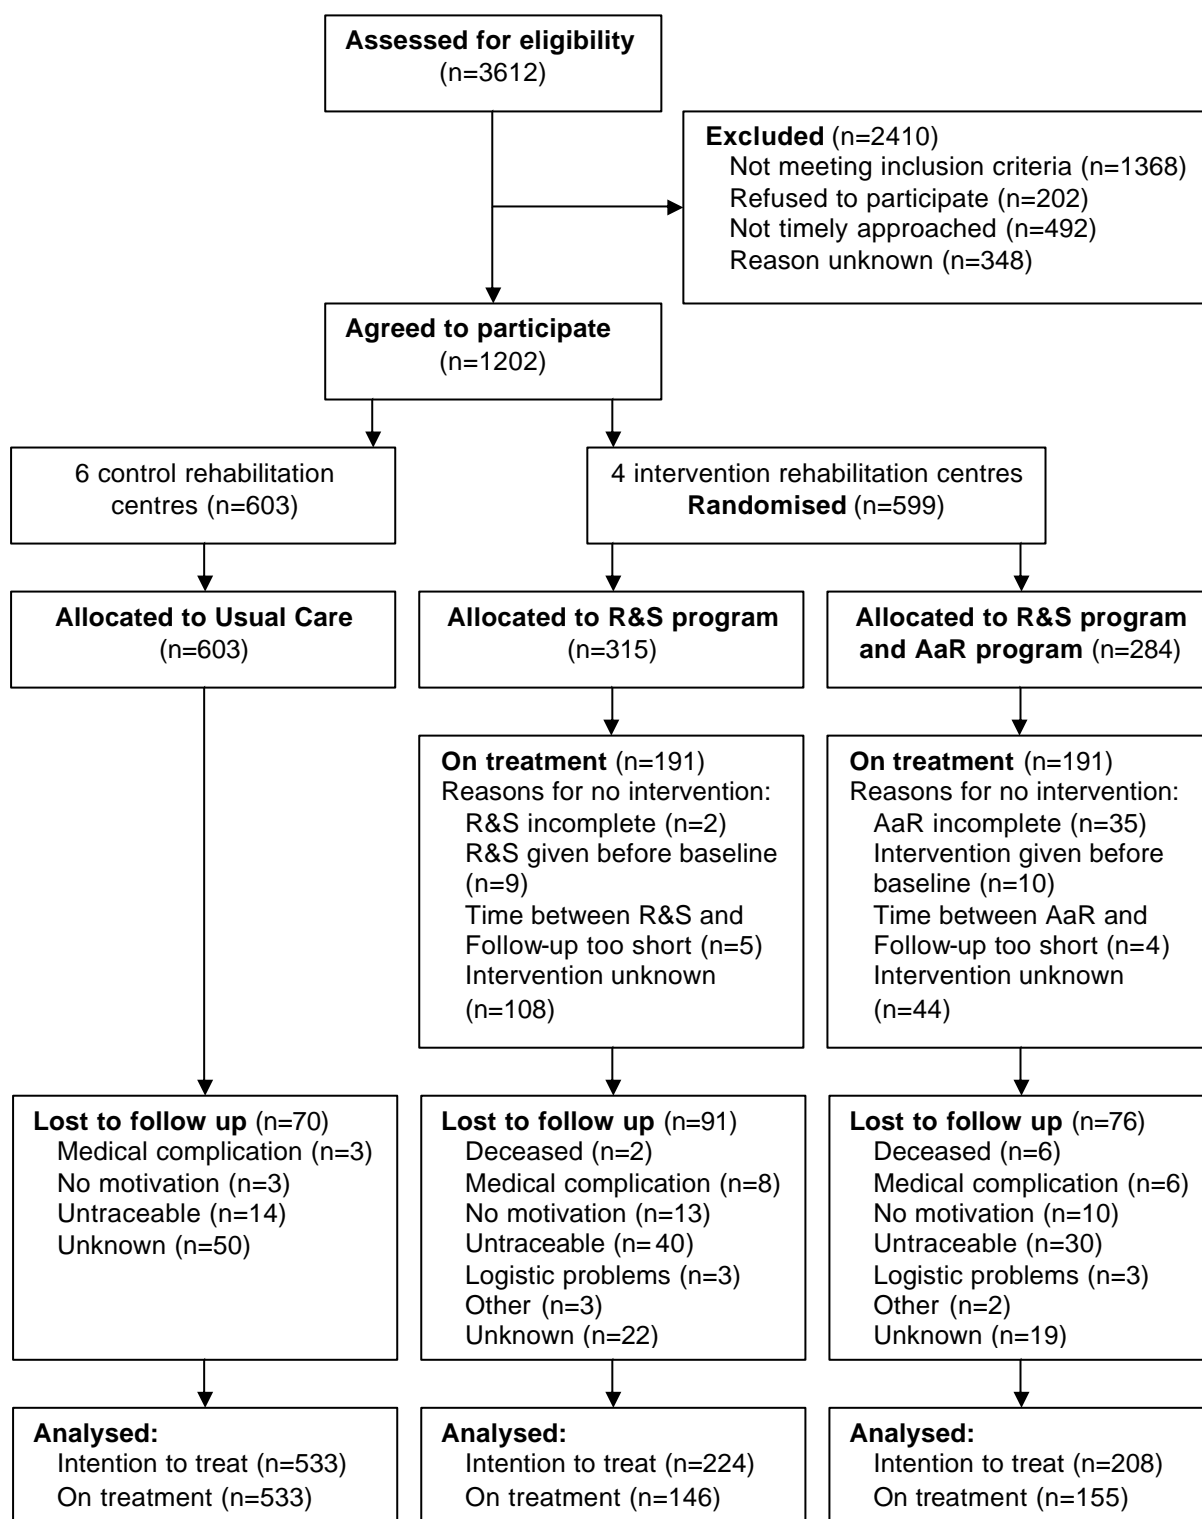 Assessed for eligibility
(n=3612)
Excluded (n=2410)
Not meeting inclusion criteria (n=1368)
Refused to participate (n=202)
Not timely approached (n=492)
Reason unknown (n=348)
Agreed to participate
(n=1202)
6 control rehabilitation
centres (n=603)
4 intervention rehabilitation centres
Randomised (n=599)
Allocated to Usual Care
(n=603)
Allocated to R&S program
(n=315)
Allocated to R&S program
and AaR program (n=284)
On treatment (n=191)
Reasons for no intervention:
R&S incomplete (n=2)
R&S given before baseline
(n=9)
Time between R&S and
Follow-up too short (n=5)
Intervention unknown
(n=108)
On treatment (n=191)
Reasons for no intervention:
AaR incomplete (n=35)
Intervention given before
baseline (n=10)
Time between AaR and
Follow-up too short (n=4)
Intervention unknown
(n=44)
Lost to follow up (n=70)
Medical complication (n=3)
No motivation (n=3)
Untraceable (n=14)
Unknown (n=50)
Lost to follow up (n=91)
Deceased (n=2)
Medical complication (n=8)
No motivation (n=13)
Untraceable (n= 40)
Logistic problems (n=3)
Other (n=3)
Unknown (n=22)
Lost to follow up (n=76)
Deceased (n=6)
Medical complication (n=6)
No motivation (n=10)
Untraceable (n=30)
Logistic problems (n=3)
Other (n=2)
Unknown (n=19)
Analysed:
Intention to treat (n=533)
On treatment (n=533)
Analysed:
Intention to treat (n=224)
On treatment (n=146)
Analysed:
Intention to treat (n=208)
On treatment (n=155)